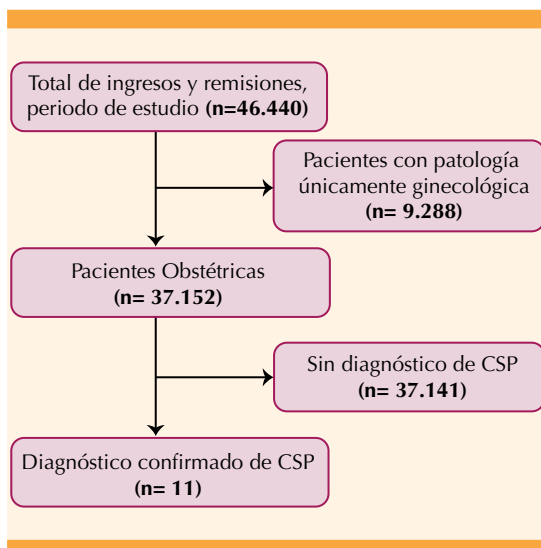 Total de ingresos y remisiones,
periodo de estudio (n=46.440)
Pacientes con patología
únicamente ginecológica
(n= 9.288)
Pacientes Obstétricas
(n= 37.152)
Sin diagnóstico de CSP
(n= 37.141)
Diagnóstico confirmado de CSP
(n= 11)